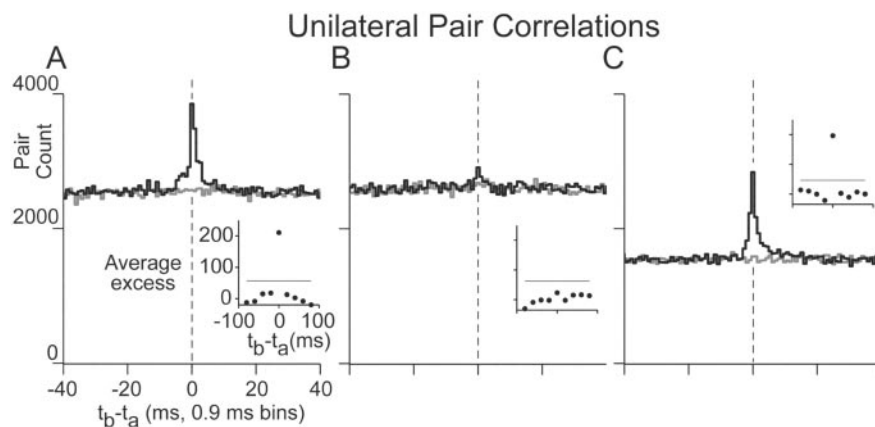 Unilateral Pair Correlations
A
B
C
4000
Pair
Count
2000
0
Average
excess
200
100
0
-100
0
100
t_b-t_a(ms)
-40
-20
0
20
40
t_b-t_a (ms, 0.9 ms bins)